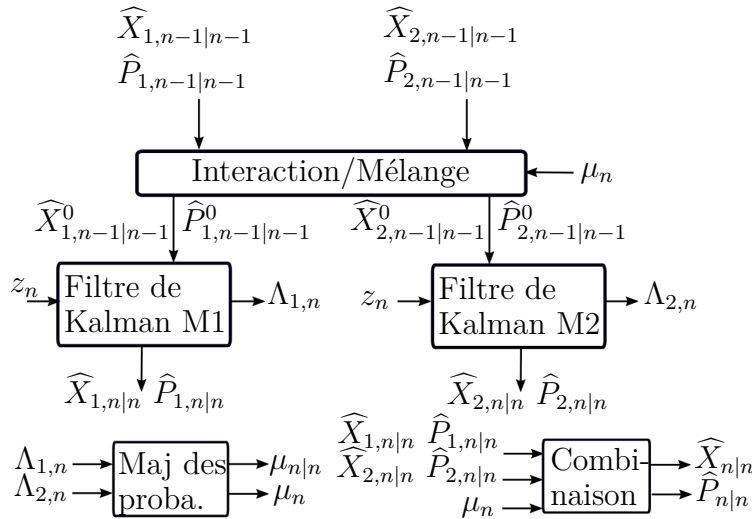 X̂₁,ₙ₋₁|ₙ₋₁ X̂₂,ₙ₋₁|ₙ₋₁
P̂₁,ₙ₋₁|ₙ₋₁ P̂₂,ₙ₋₁|ₙ₋₁
Interaction/Mélange μₙ
X̂⁰₁,ₙ₋₁|ₙ₋₁ P̂⁰₁,ₙ₋₁|ₙ₋₁ X̂⁰₂,ₙ₋₁|ₙ₋₁ P̂⁰₂,ₙ₋₁|ₙ₋₁
zₙ Filtre de Λ₁,ₙ zₙ Filtre de Λ₂,ₙ
Kalman M1 Kalman M2
X̂₁,ₙ|ₙ P̂₁,ₙ|ₙ X̂₂,ₙ|ₙ P̂₂,ₙ|ₙ
Λ₁,ₙ Maj des μₙ|ₙ
Λ₂,ₙ proba. μₙ
X̂₁,ₙ|ₙ P̂₁,ₙ|ₙ Combi- X̂ₙ|ₙ
X̂₂,ₙ|ₙ P̂₂,ₙ|ₙ naison P̂ₙ|ₙ
μₙ